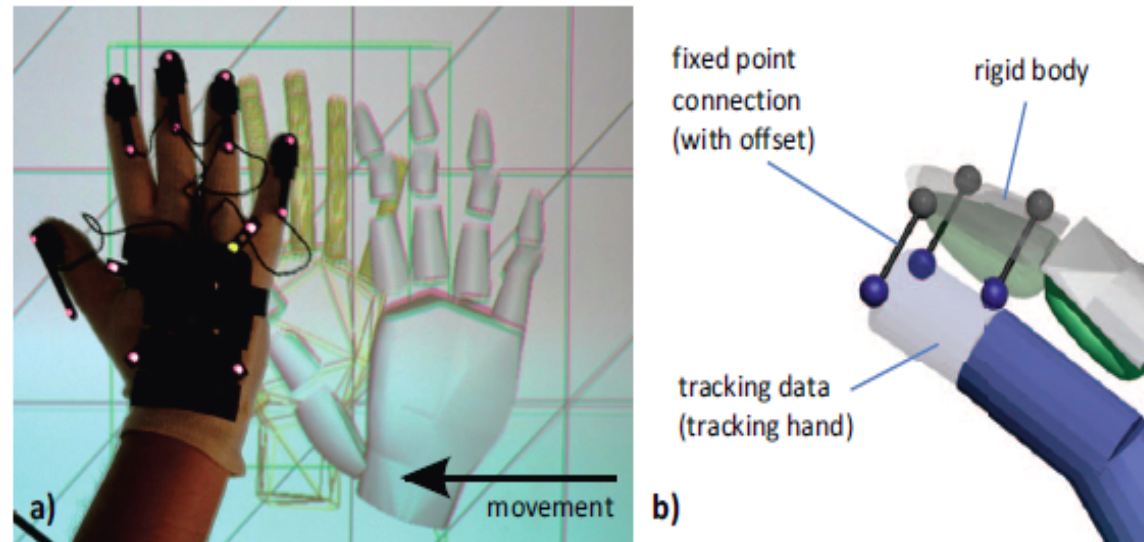 a)
movement
b)
fixed point
connection
(with offset)
rigid body
tracking data
(tracking hand)